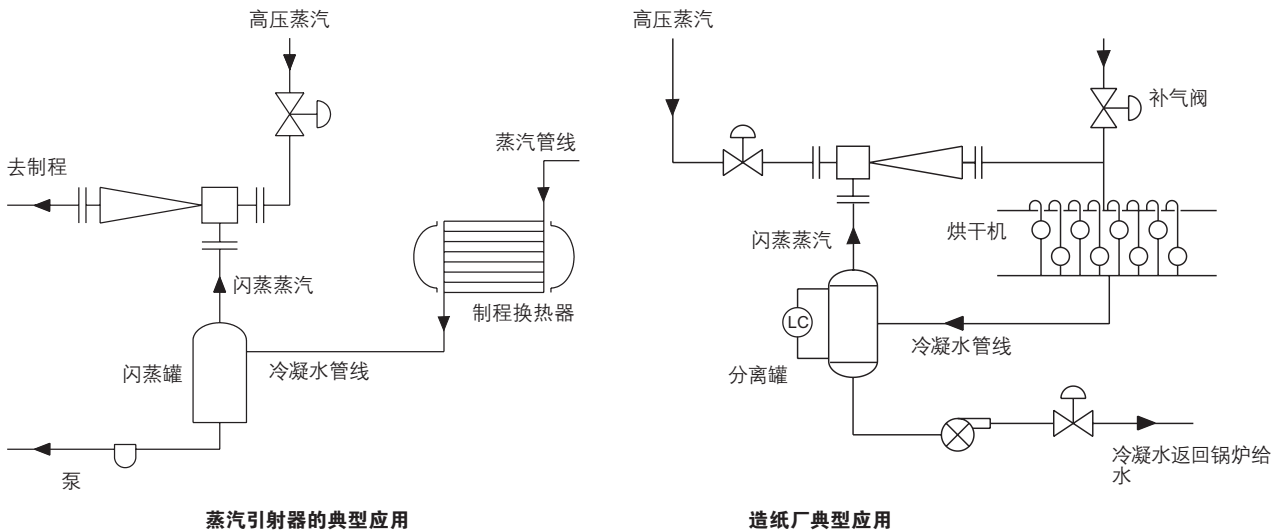 高压蒸汽
去制程
蒸汽管线
闪蒸蒸汽
制程换热器
闪蒸罐
冷凝水管线
泵
蒸汽引射器的典型应用
高压蒸汽
补气阀
烘干机
闪蒸蒸汽
LC
冷凝水管线
分离罐
冷凝水返回锅炉给
水
造纸厂典型应用